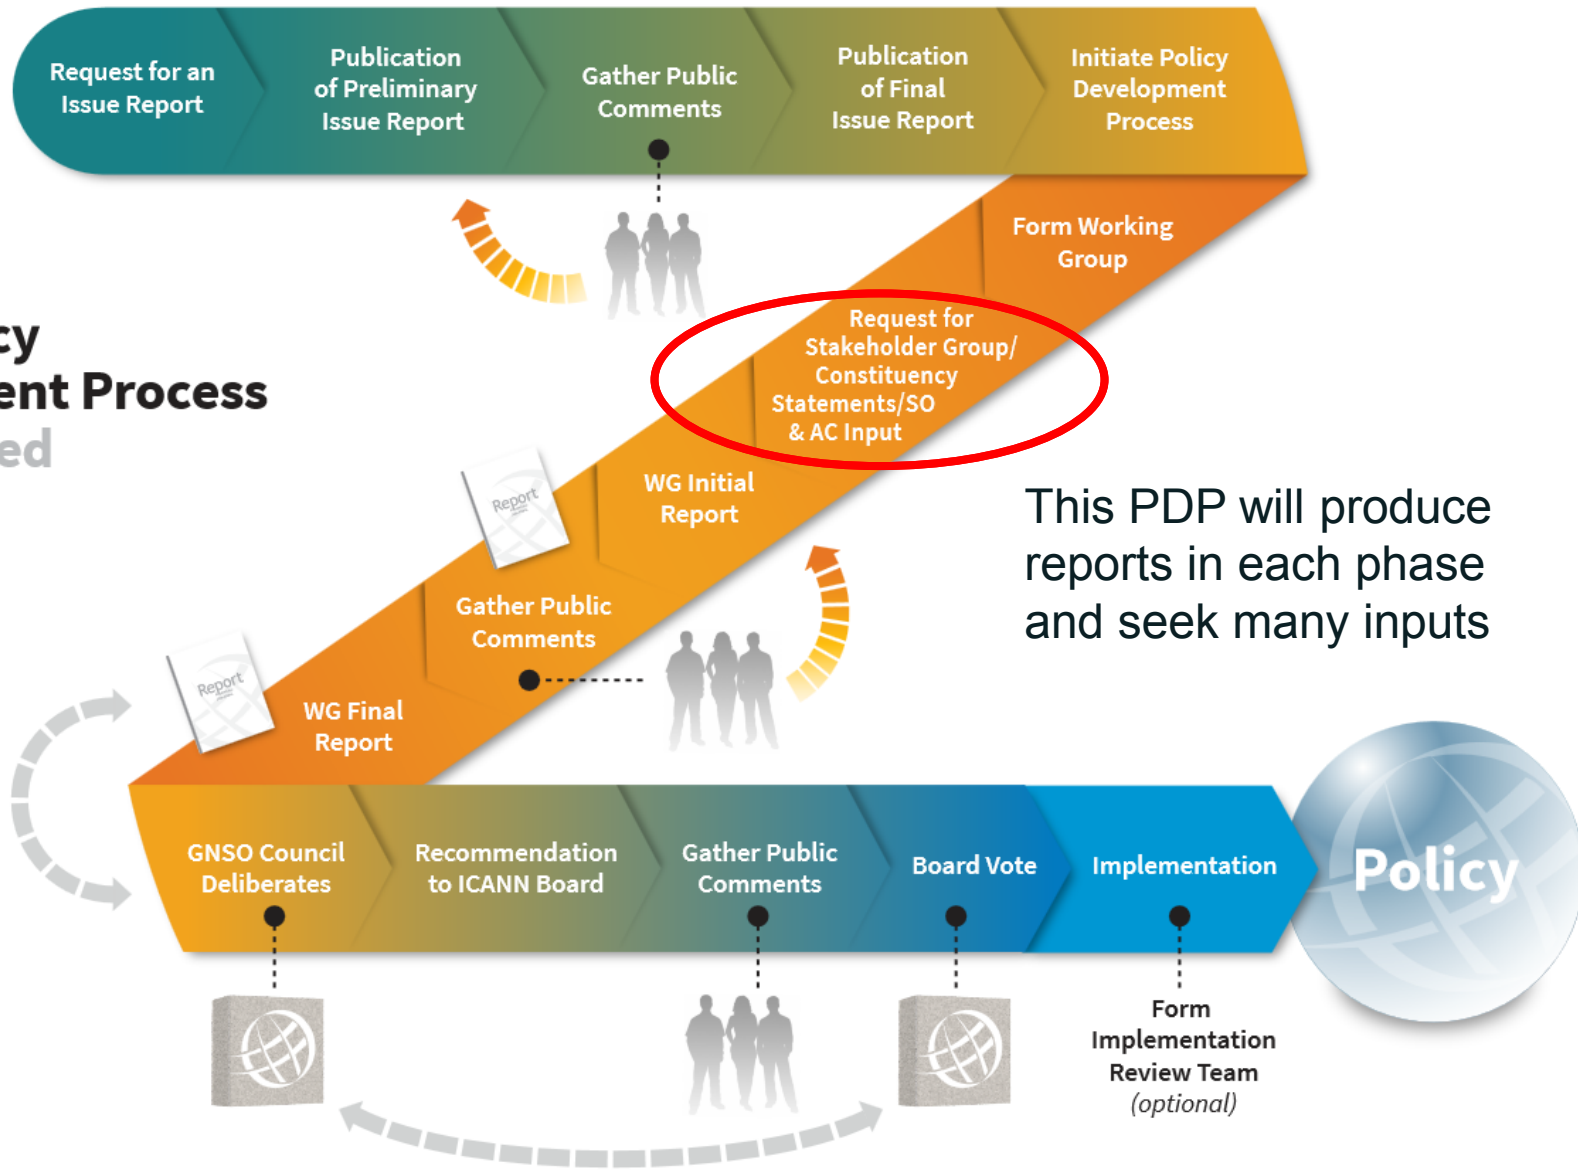 Request for an
Issue Report
Publication
of Preliminary
Issue Report
Gather Public
Comments
Publication
of Final
Issue Report
Initiate Policy
Development
Process
Form Working
Group
Request for
Stakeholder Group/
Constituency
Statements/SO
& AC Input
cy
ent Process
ed
WG Initial
Report
Report
This PDP will produce
reports in each phase
and seek many inputs
Gather Public
Comments
Report
WG Final
Report
GNSO Council
Deliberates
Recommendation
to ICANN Board
Gather Public
Comments
Board Vote
Implementation
Policy
Form
Implementation
Review Team
(optional)